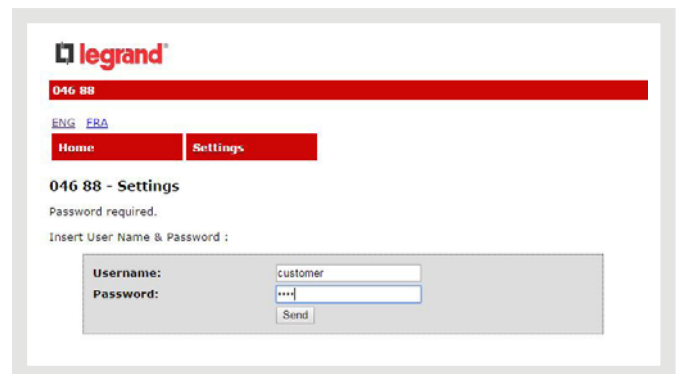 legrand®
046 88
ENG FRA
Home Settings
046 88 - Settings
Password required.
Insert User Name & Password :
Username: customer
Password: ••••
Send